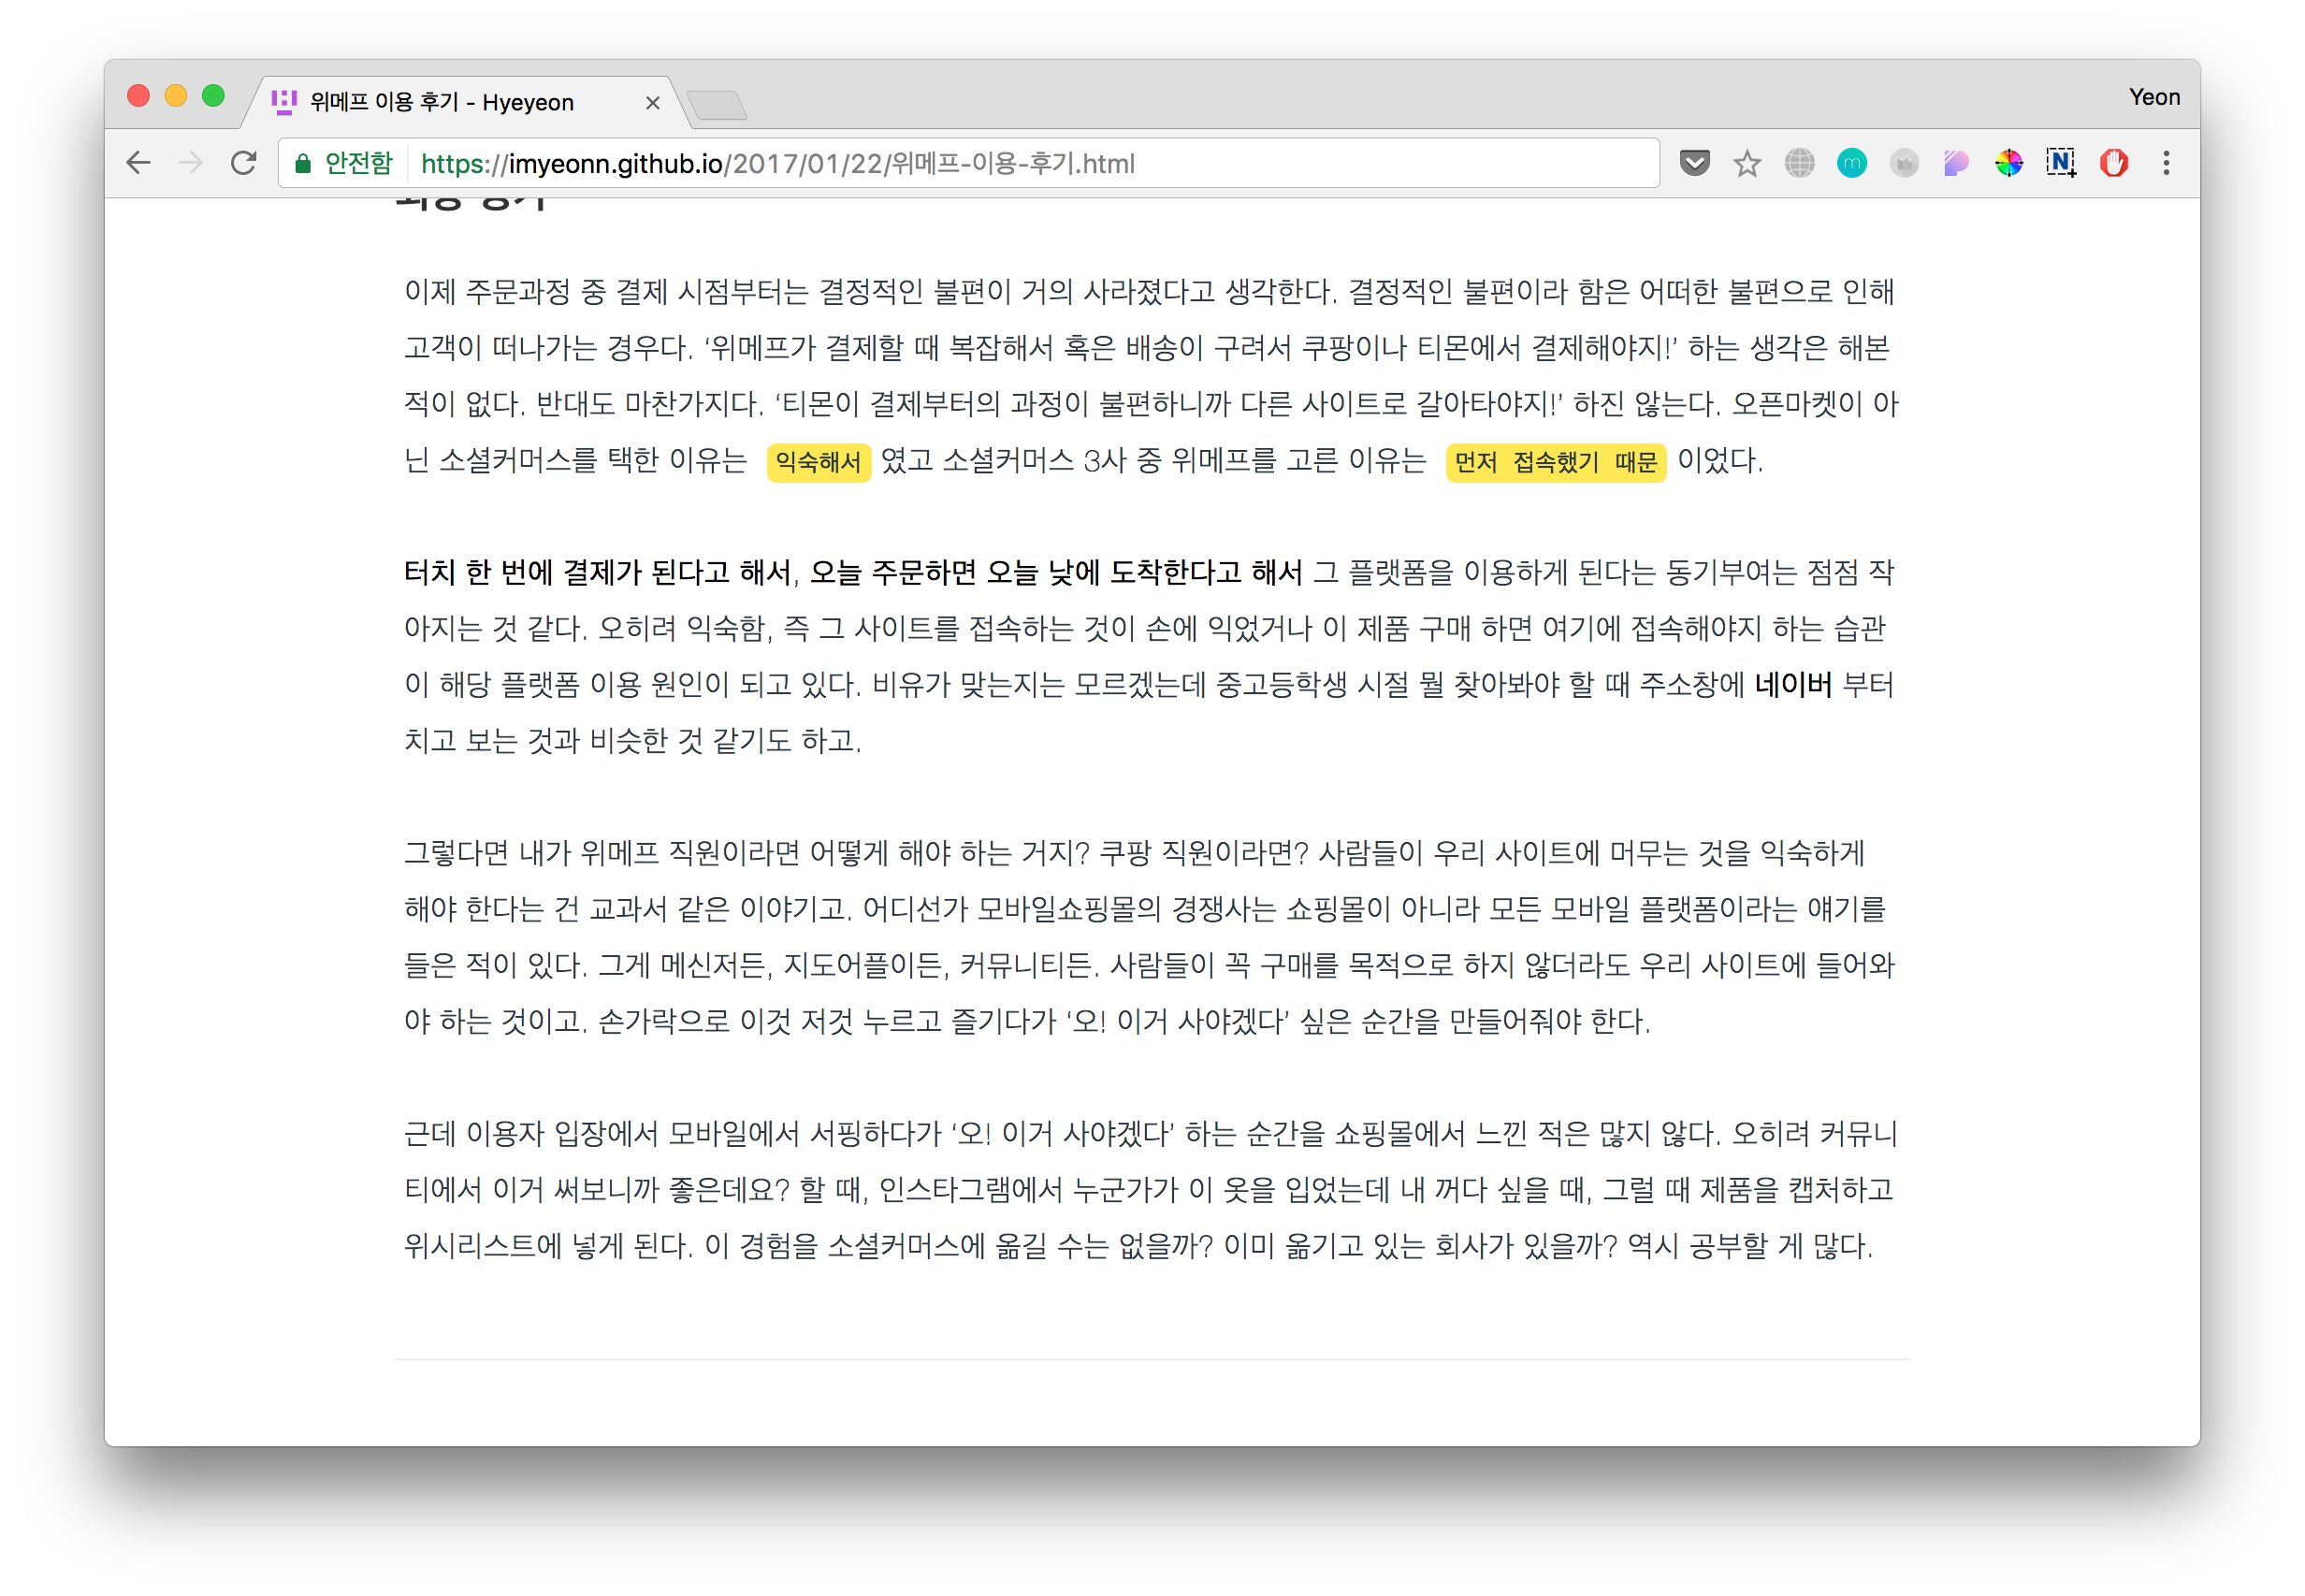 위메프 이용 후기 - Hyeyeon
Yeon
안전함 https://imyeonn.github.io/2017/01/22/위메프-이용-후기.html
이제 주문과정 중 결제 시점부터는 결정적인 불편이 거의 사라졌다고 생각한다. 결정적인 불편이라 함은 어떠한 불편으로 인해
고객이 떠나가는 경우다. ‘위메프가 결제할 때 복잡해서 혹은 배송이 구려서 쿠팡이나 티몬에서 결제해야지!’ 하는 생각은 해본
적이 없다. 반대도 마찬가지다. ‘티몬이 결제부터의 과정이 불편하니까 다른 사이트로 갈아타야지!’ 하진 않는다. 오픈마켓이 아
닌 소셜커머스를 택한 이유는 익숙해서 였고 소셜커머스 3사 중 위메프를 고른 이유는 먼저 접속했기 때문 이었다.
터치 한 번에 결제가 된다고 해서, 오늘 주문하면 오늘 낮에 도착한다고 해서 그 플랫폼을 이용하게 된다는 동기부여는 점점 작
아지는 것 같다. 오히려 익숙함, 즉 그 사이트를 접속하는 것이 손에 익었거나 이 제품 구매 하면 여기에 접속해야지 하는 습관
이 해당 플랫폼 이용 원인이 되고 있다. 비유가 맞는지는 모르겠는데 중고등학생 시절 뭘 찾아봐야 할 때 주소창에 네이버 부터
치고 보는 것과 비슷한 것 같기도 하고.
그렇다면 내가 위메프 직원이라면 어떻게 해야 하는 거지? 쿠팡 직원이라면? 사람들이 우리 사이트에 머무는 것을 익숙하게
해야 한다는 건 교과서 같은 이야기고. 어디선가 모바일쇼핑몰의 경쟁사는 쇼핑몰이 아니라 모든 모바일 플랫폼이라는 얘기를
들은 적이 있다. 그게 메신저든, 지도어플이든, 커뮤니티든. 사람들이 꼭 구매를 목적으로 하지 않더라도 우리 사이트에 들어와
야 하는 것이고. 손가락으로 이것 저것 누르고 즐기다가 ‘오! 이거 사야겠다’ 싶은 순간을 만들어줘야 한다.
근데 이용자 입장에서 모바일에서 서핑하다가 ‘오! 이거 사야겠다’ 하는 순간을 쇼핑몰에서 느낀 적은 많지 않다. 오히려 커뮤니
티에서 이거 써보니까 좋은데요? 할 때, 인스타그램에서 누군가가 이 옷을 입었는데 내 꺼다 싶을 때, 그럴 때 제품을 캡처하고
위시리스트에 넣게 된다. 이 경험을 소셜커머스에 옮길 수는 없을까? 이미 옮기고 있는 회사가 있을까? 역시 공부할 게 많다.